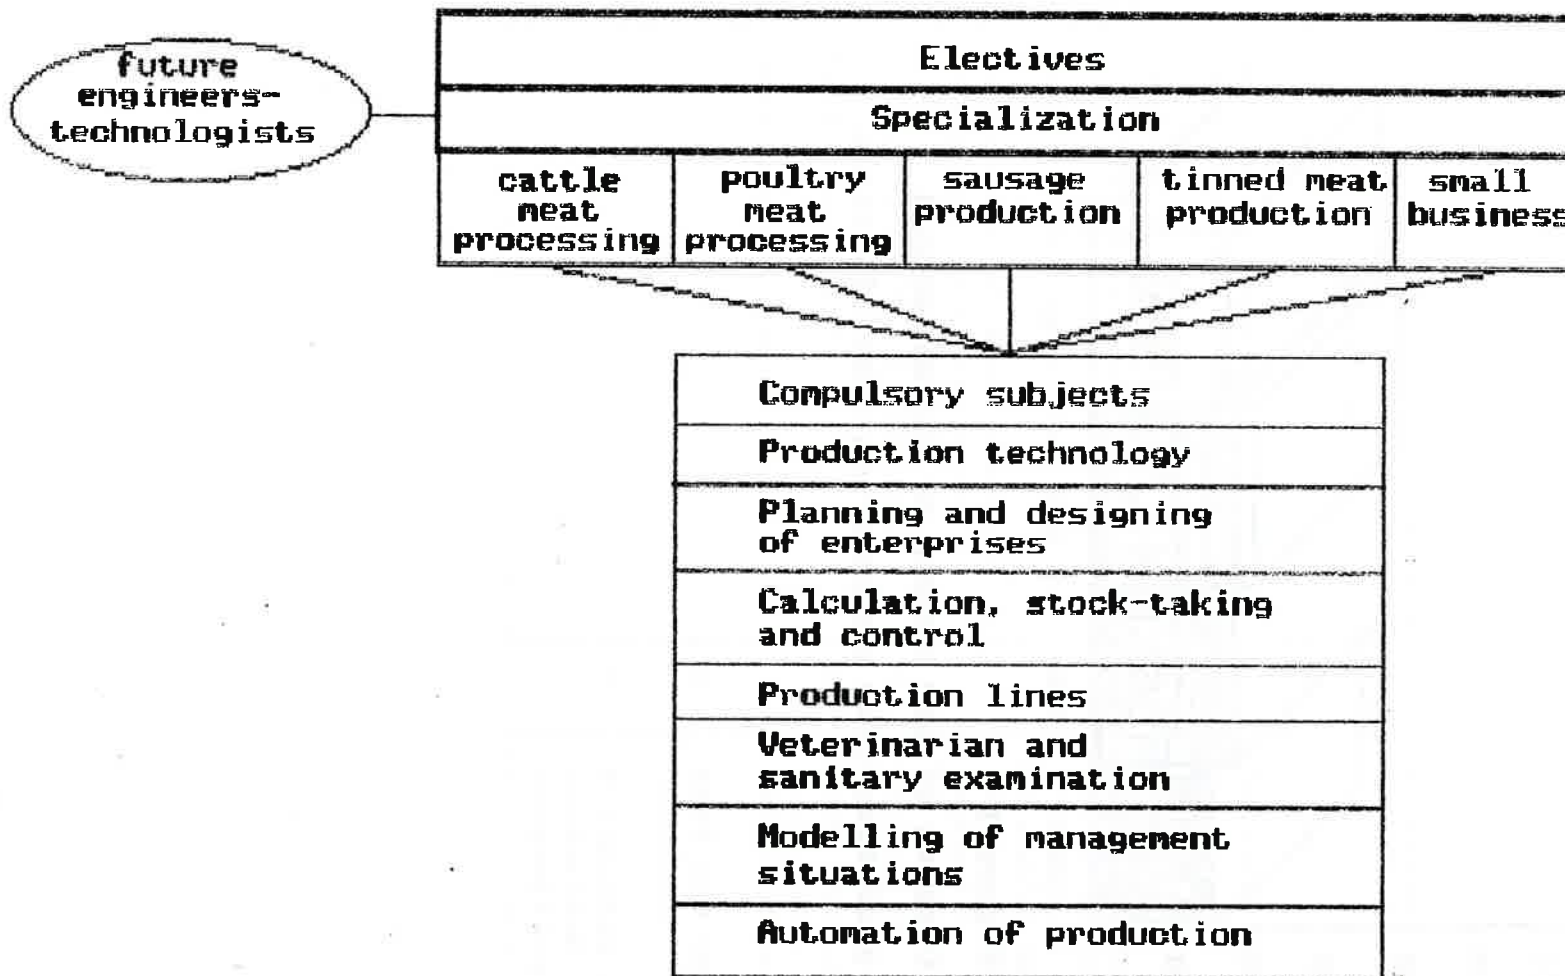 future
engineers-
technologists
Electives
Specialization
cattle
meat
processing
poultry
meat
processing
sausage
production
tinned meat
production
small
business
Compulsory subjects
Production technology
Planning and designing
of enterprises
Calculation, stock-taking
and control
Production lines
Veterinarian and
sanitary examination
Modelling of management
situations
Automation of production